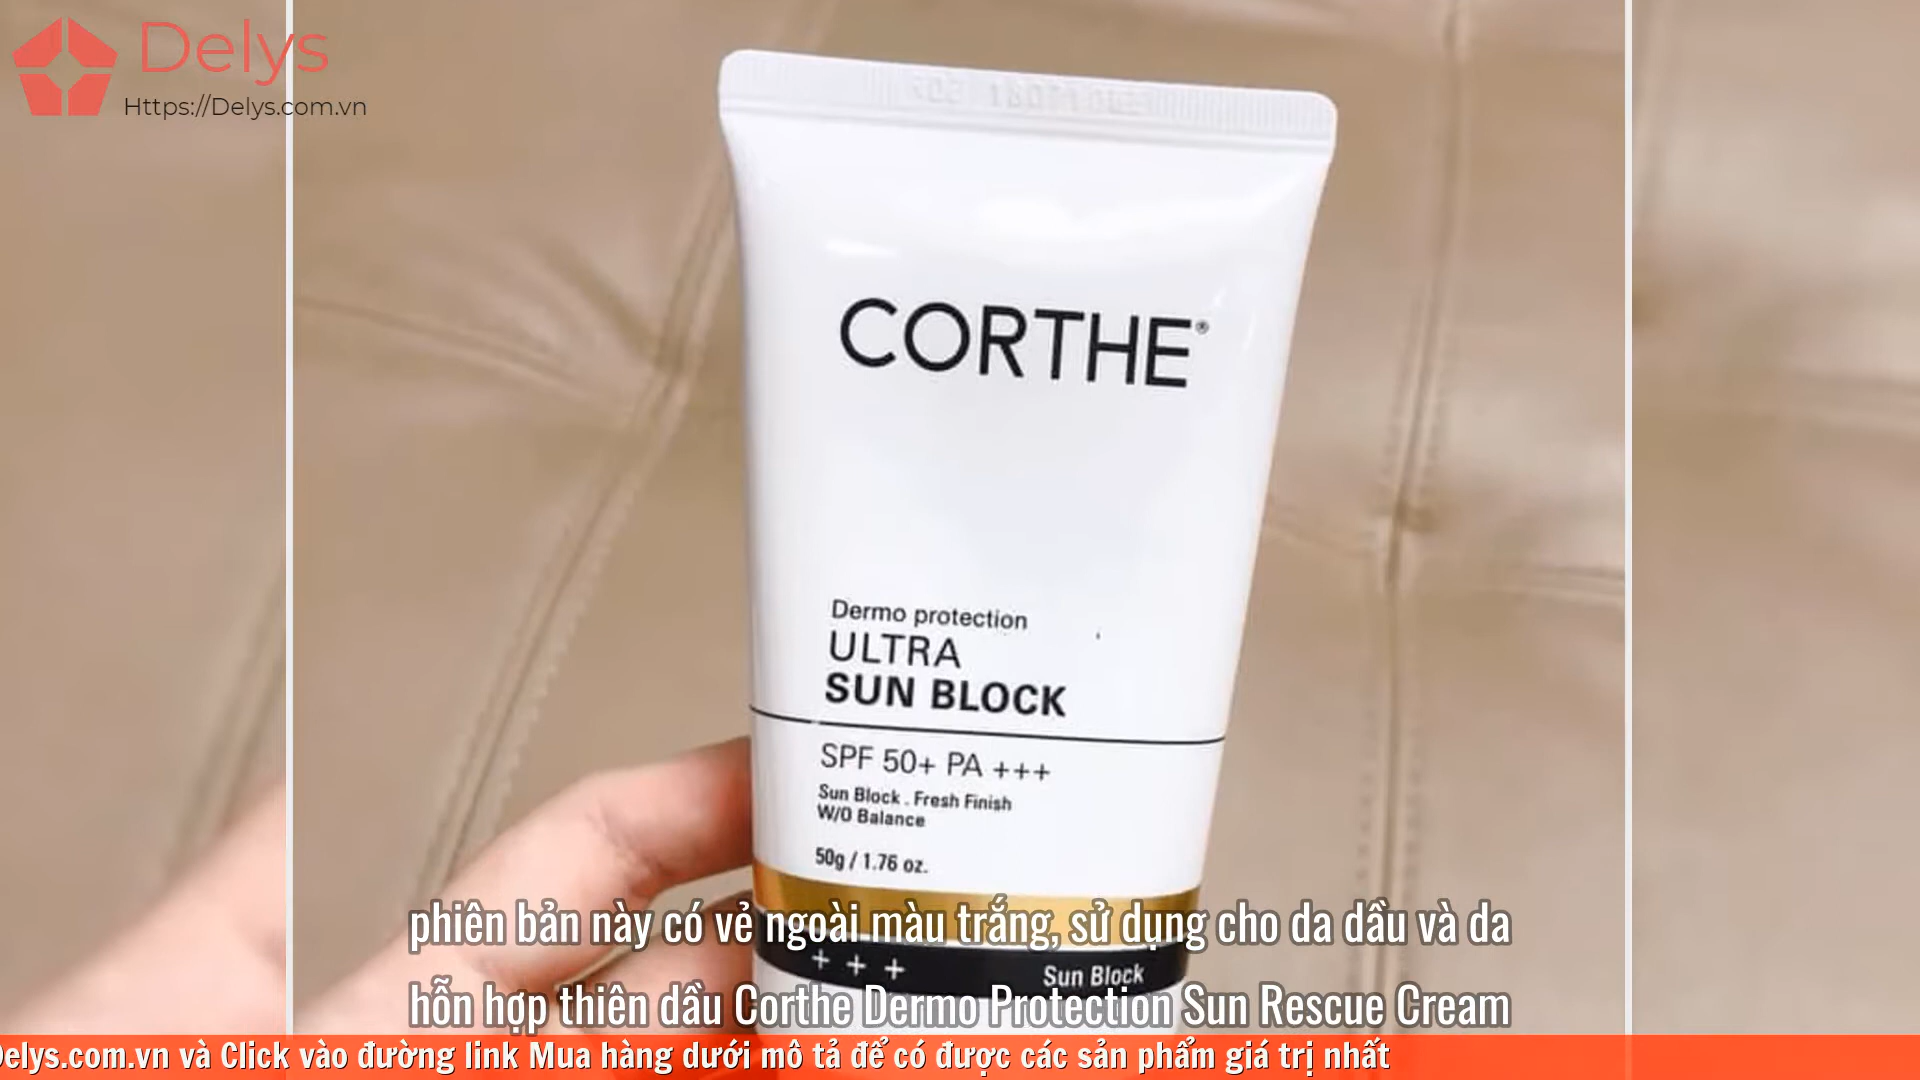 Delys
Https://Delys.com.vn
CORTHE®
Dermo protection
ULTRA
SUN BLOCK
SPF 50+ PA +++
Sun Block . Fresh Finish
W/O Balance
50g / 1.76 oz.
+ + +
Sun Block
phiên bản này có vẻ ngoài màu trắng, sử dụng cho da dầu và da
hỗn hợp thiên dầu Corthe Dermo Protection Sun Rescue Cream
Delys.com.vn và Click vào đường link Mua hàng dưới mô tả để có được các sản phẩm giá trị nhất